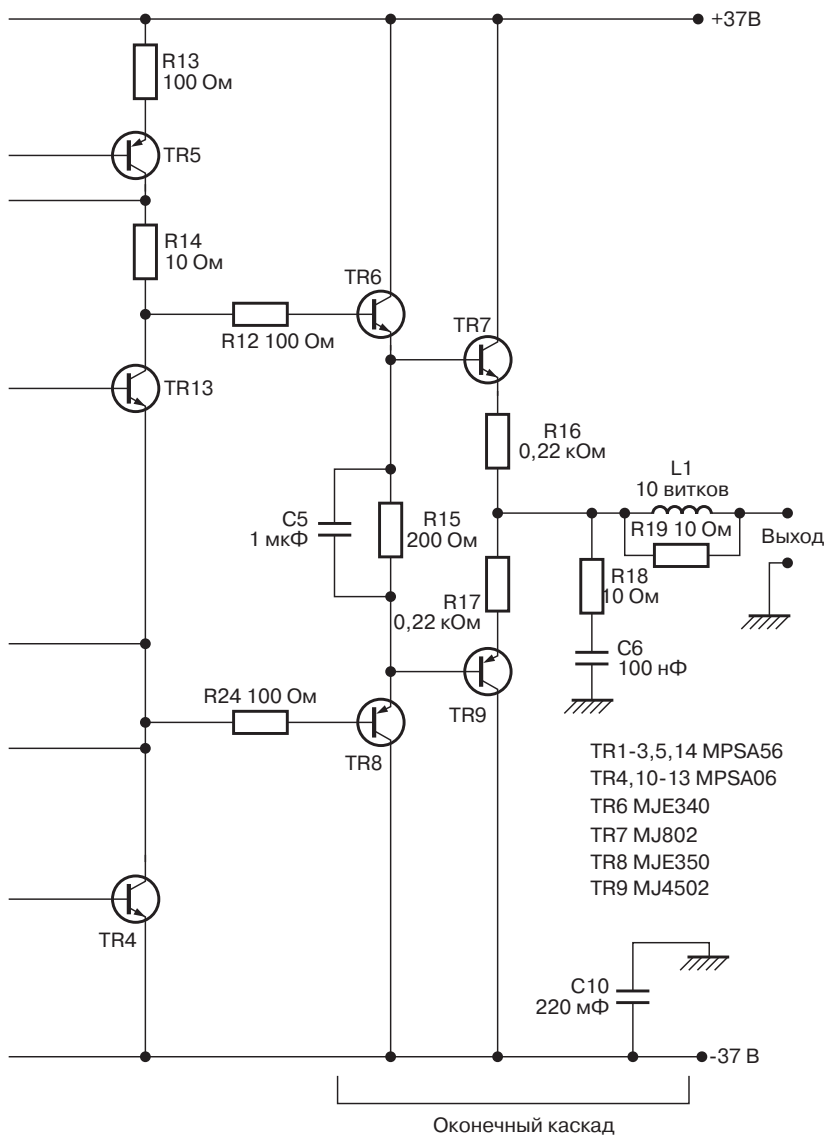 +37В
R13
100 Ом
TR5
R14
10 Ом
TR6
R12 100 Ом
TR7
TR13
R16
0,22 кОм
L1
10 витков
C5
1 мкФ
R15
200 Ом
R19 10 Ом
Выход
R18
10 Ом
R17
0,22 кОм
C6
100 нФ
R24 100 Ом
TR9
TR8
TR1-3,5,14 MPSA56
TR4,10-13 MPSA06
TR6 MJE340
TR7 MJ802
TR8 MJE350
TR9 MJ4502
TR4
C10
220 мФ
-37 В
Оконечный каскад